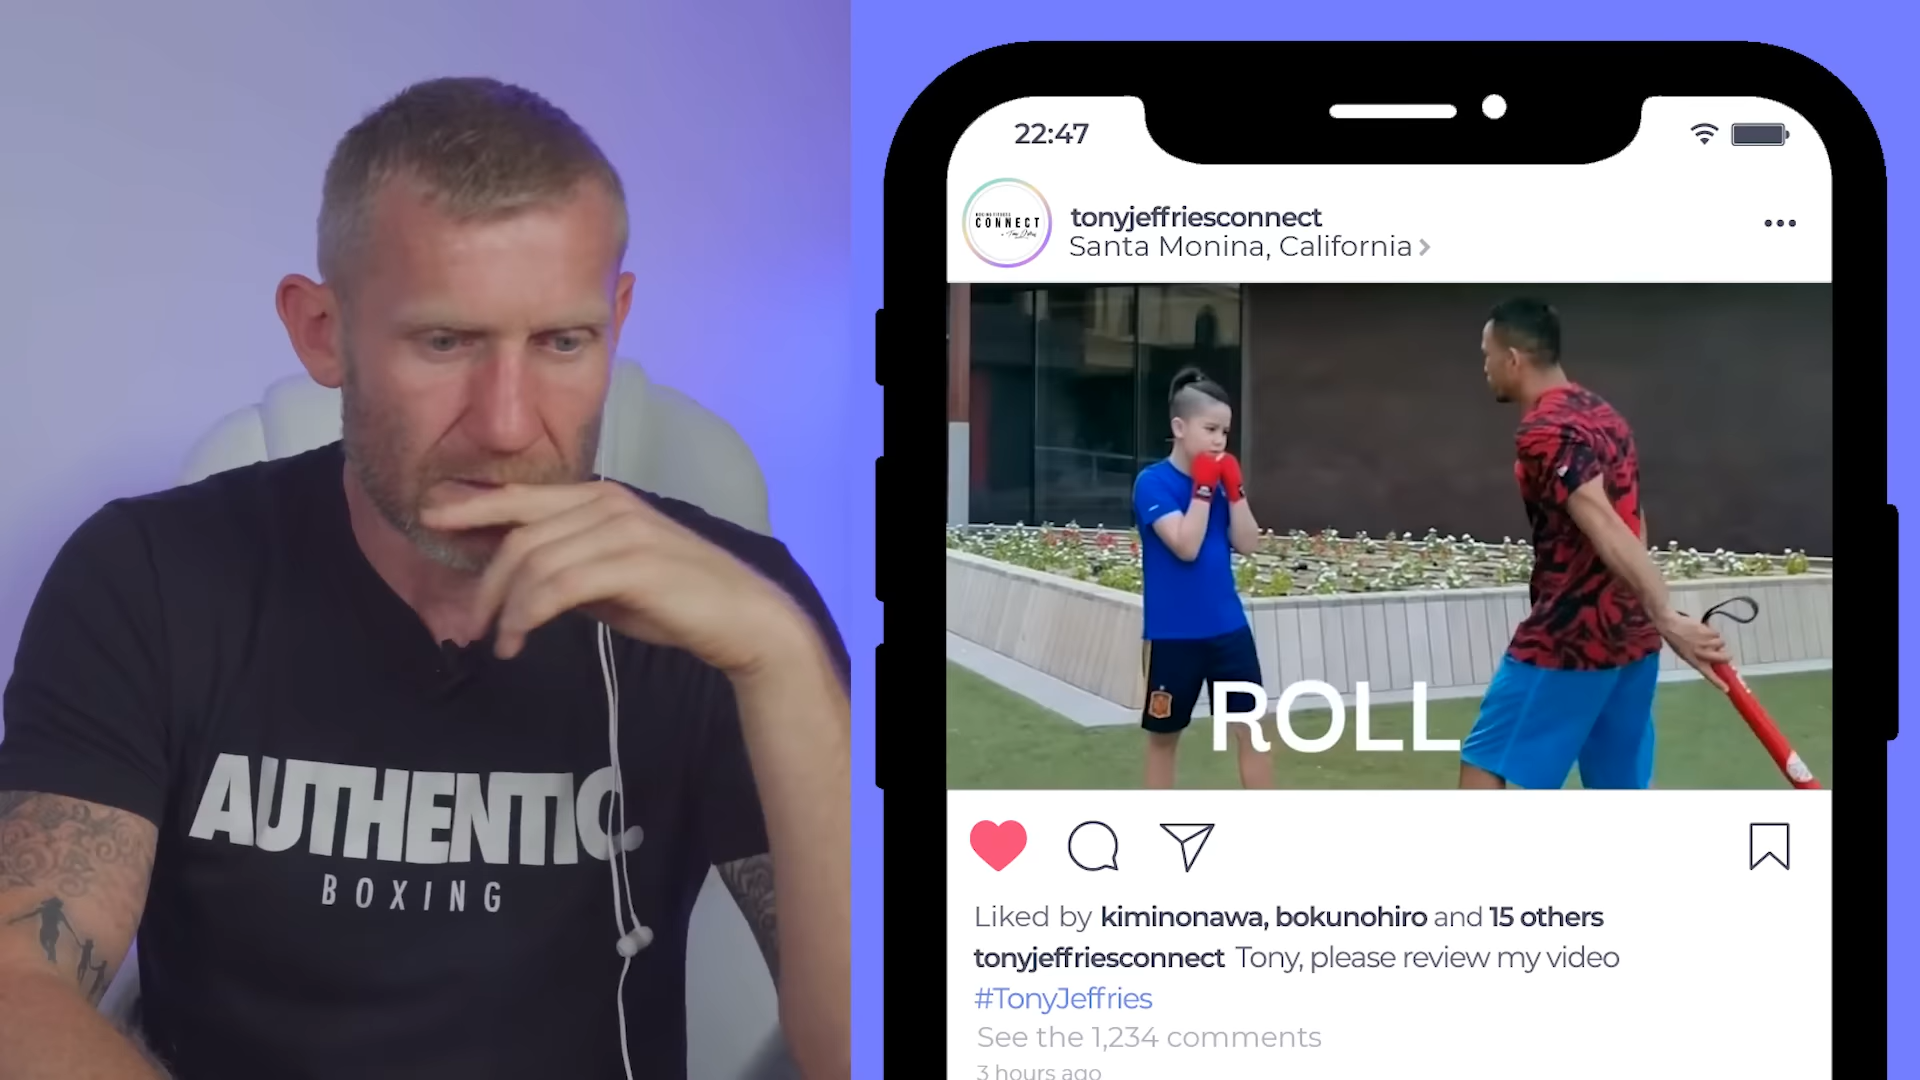 AUTHENTIC
BOXING
22:47
CONNECT
tonyjeffriesconnect
Santa Monina, California
ROLL
Liked by kiminonawa, bokunohiro and 15 others
tonyjeffriesconnect Tony, please review my video
#TonyJeffries
See the 1,234 comments
3 hours ago